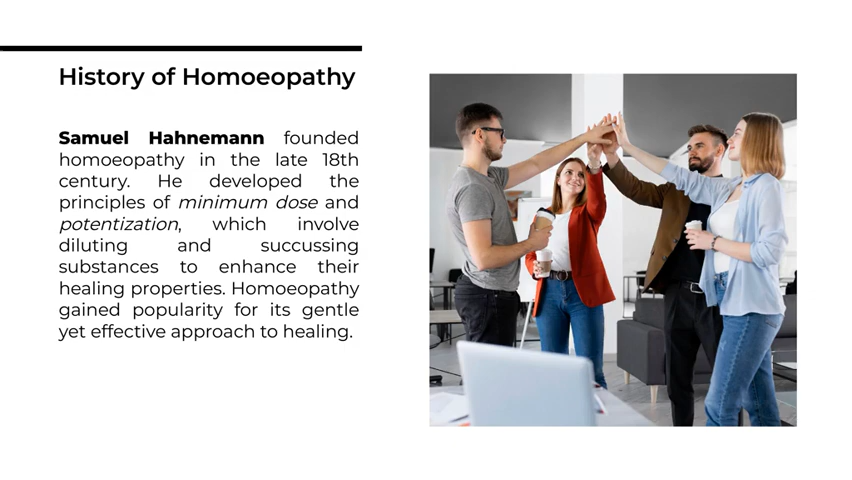 History of Homoeopathy
Samuel Hahnemann founded
homoeopathy in the late 18th
century. He developed the
principles of minimum dose and
potentization, which involve
diluting and succussing
substances to enhance their
healing properties. Homoeopathy
gained popularity for its gentle
yet effective approach to healing.